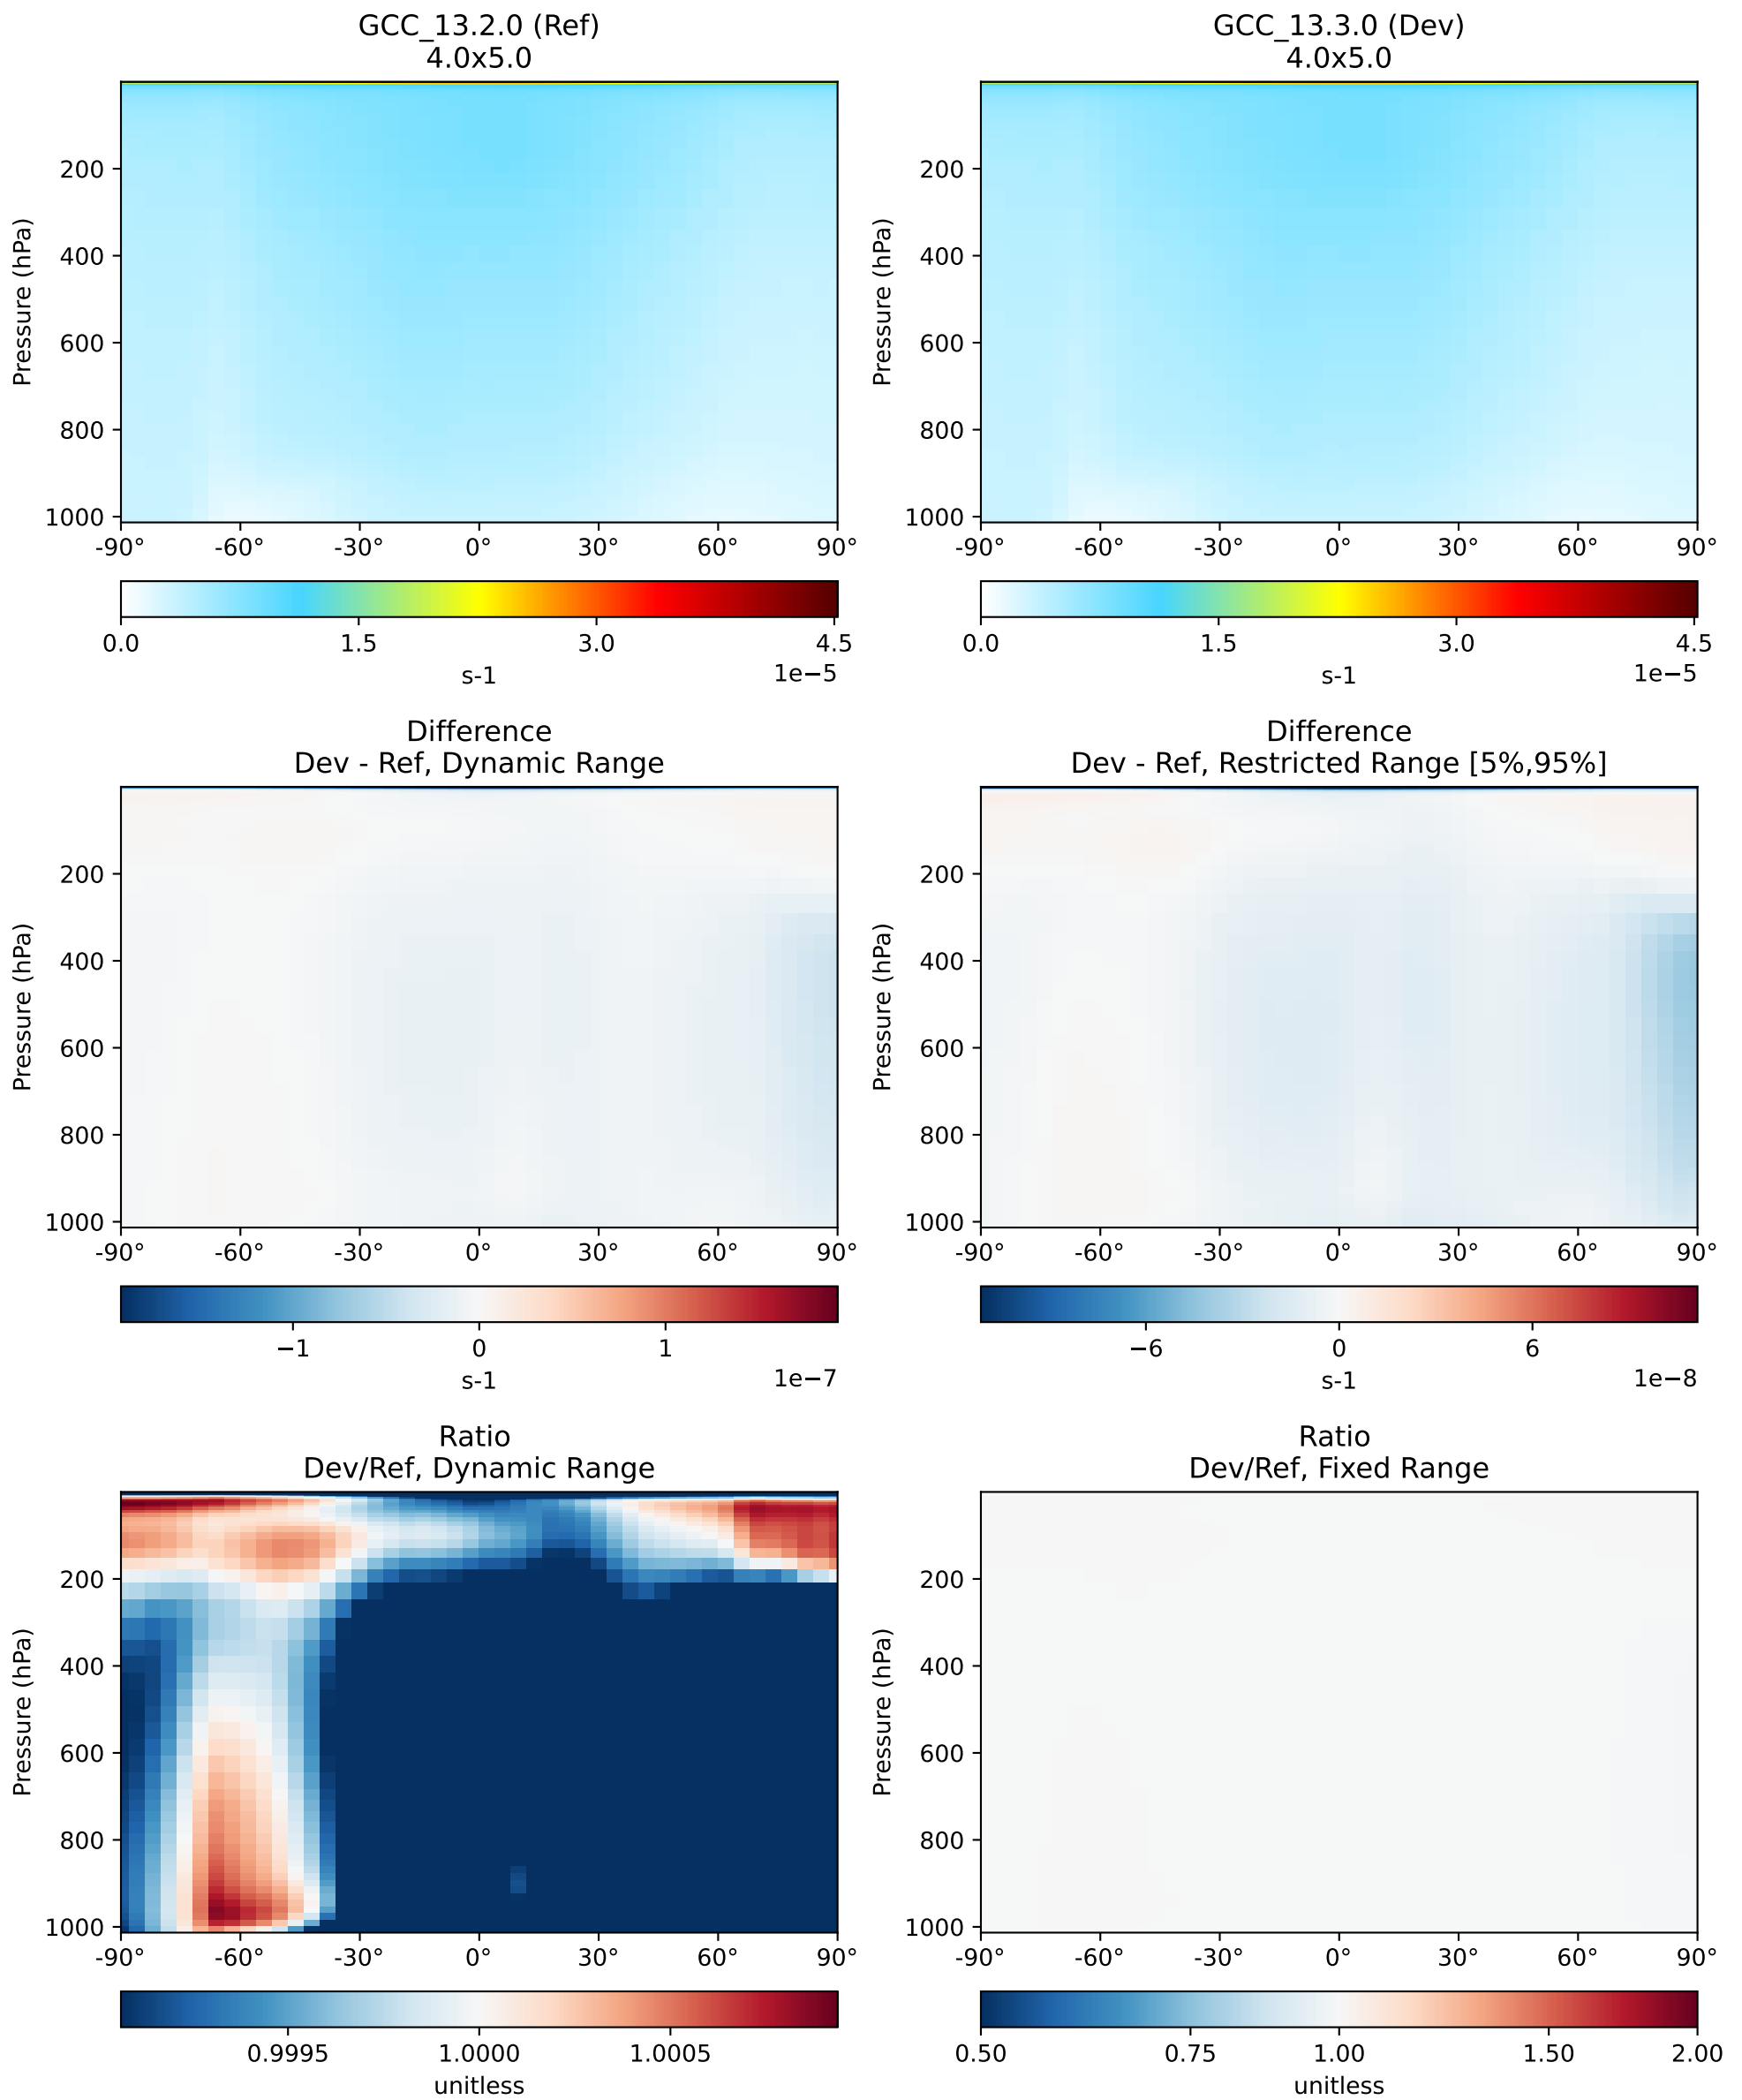 GCC_13.2.0 (Ref)
4.0x5.0
GCC_13.3.0 (Dev)
4.0x5.0
Pressure (hPa)
200
400
600
800
1000
-90° -60° -30° 0° 30° 60° 90°
Pressure (hPa)
200
400
600
800
1000
-90° -60° -30° 0° 30° 60° 90°
0.0 1.5 3.0 4.5
s-1
1e−5
0.0 1.5 3.0 4.5
s-1
1e−5
Difference
Dev - Ref, Dynamic Range
Difference
Dev - Ref, Restricted Range [5%,95%]
Pressure (hPa)
200
400
600
800
1000
-90° -60° -30° 0° 30° 60° 90°
Pressure (hPa)
200
400
600
800
1000
-90° -60° -30° 0° 30° 60° 90°
−1 0 1
s-1
1e−7
−6 0 6
s-1
1e−8
Ratio
Dev/Ref, Dynamic Range
Ratio
Dev/Ref, Fixed Range
Pressure (hPa)
200
400
600
800
1000
-90° -60° -30° 0° 30° 60° 90°
Pressure (hPa)
200
400
600
800
1000
-90° -60° -30° 0° 30° 60° 90°
0.9995 1.0000 1.0005
unitless
0.50 0.75 1.00 1.50 2.00
unitless